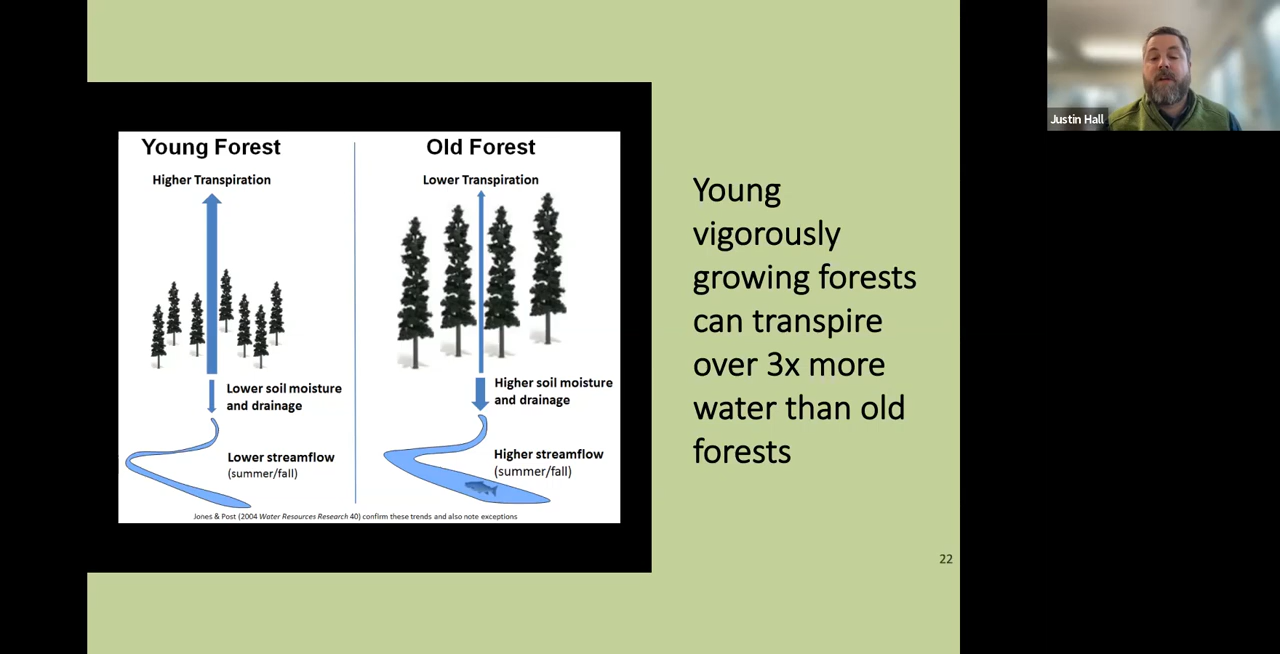 Young Forest
Higher Transpiration
Lower soil moisture
and drainage
Lower streamflow
(summer/fall)
Old Forest
Lower Transpiration
Higher soil moisture
and drainage
Higher streamflow
(summer/fall)
Jones & Post (2004 Water Resources Research 40) confirm these trends and also note exceptions
Young
vigorously
growing forests
can transpire
over 3x more
water than old
forests
22
Justin Hall